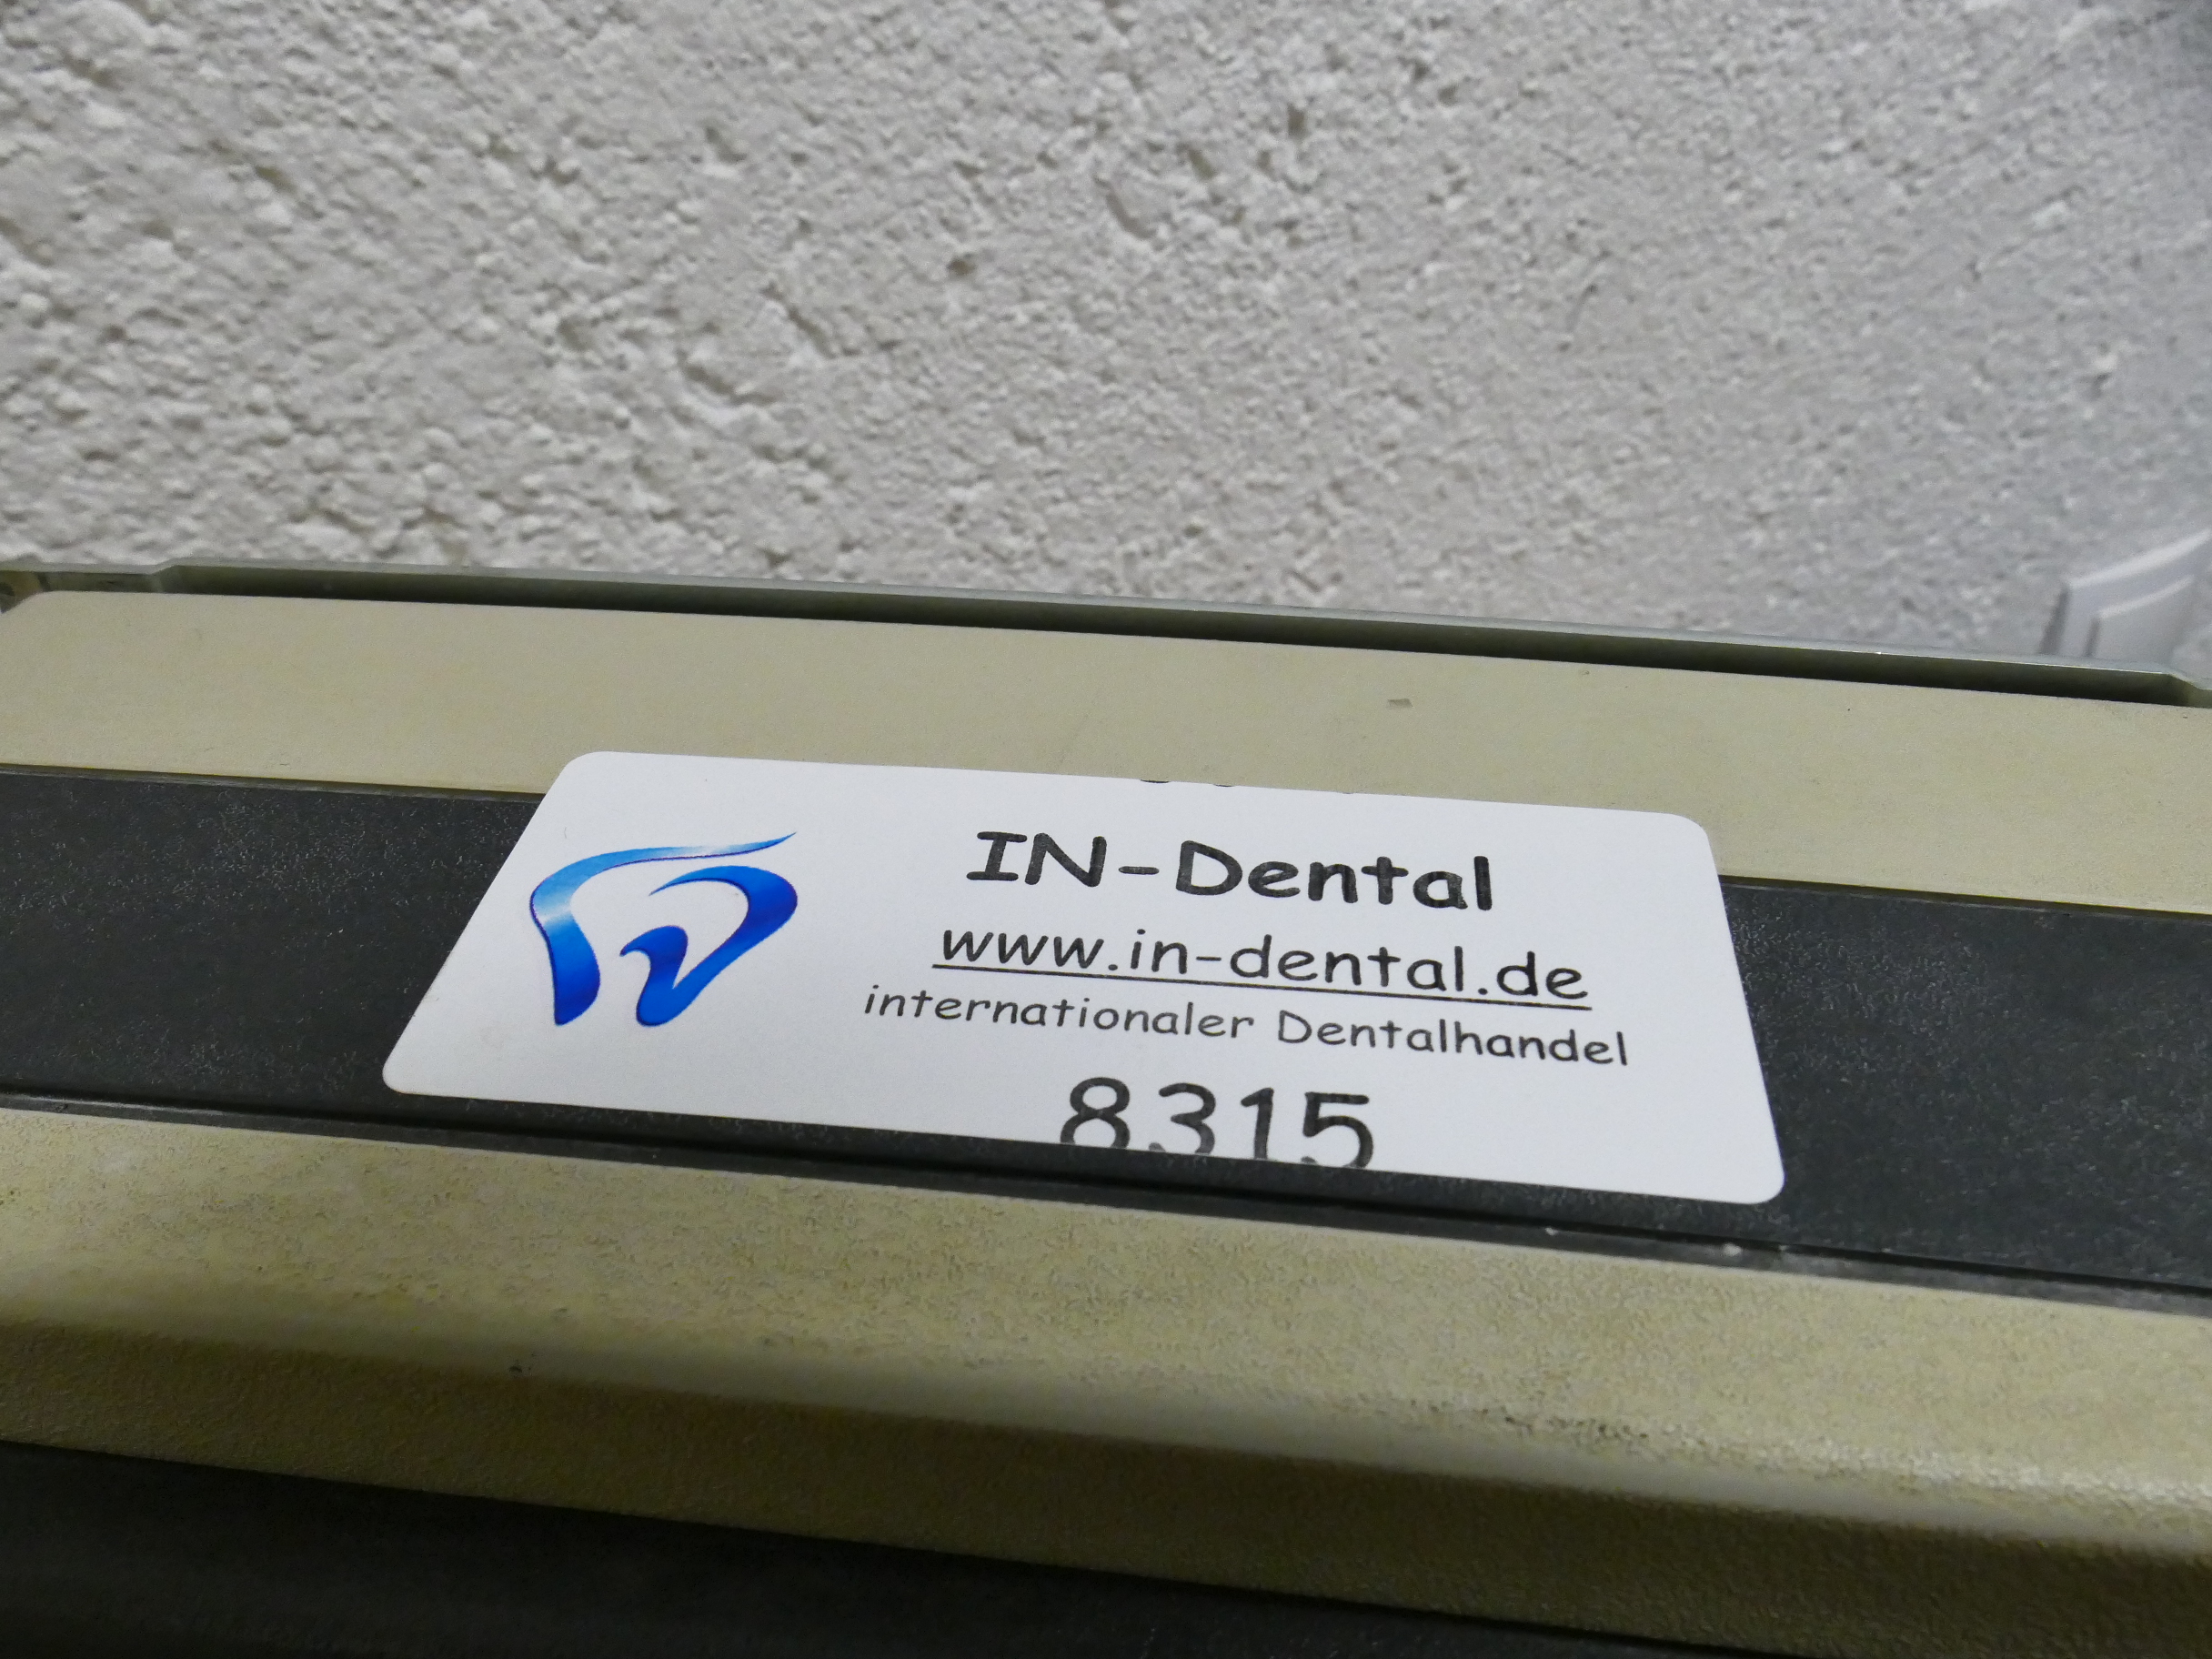 IN-Dental
www.in-dental.de
internationaler Dentalhandel
8315